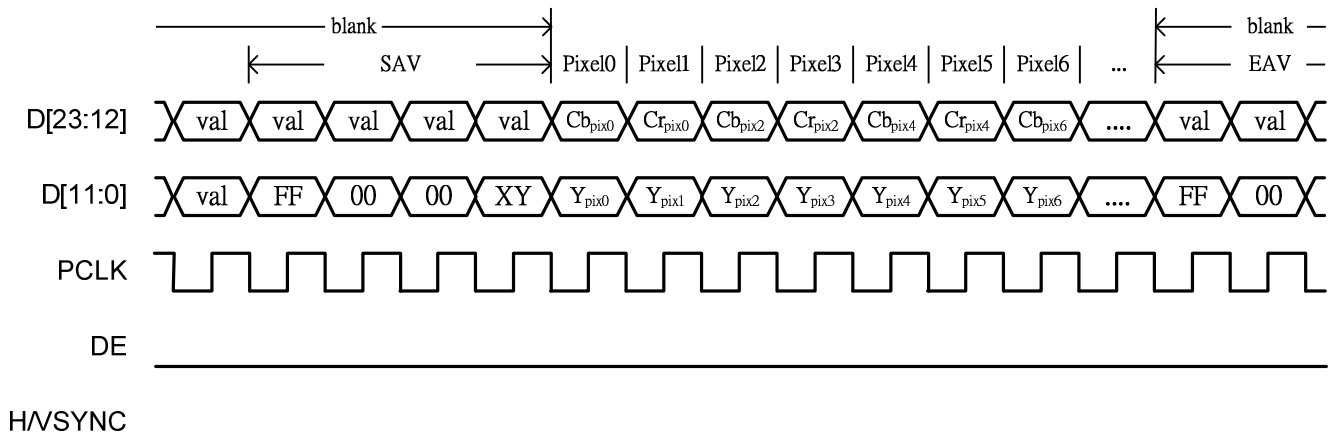 blank blank
SAV Pixel0 Pixel1 Pixel2 Pixel3 Pixel4 Pixel5 Pixel6 ... EAV
D[23:12] val val val val val Cbpix0 Crpix0 Cbpix2 Crpix2 Cbpix4 Crpix4 Cbpix6 .... val val
D[11:0] val FF 00 00 XY Ypix0 Ypix1 Ypix2 Ypix3 Ypix4 Ypix5 Ypix6 .... FF 00
PCLK
DE
H/VSYNC